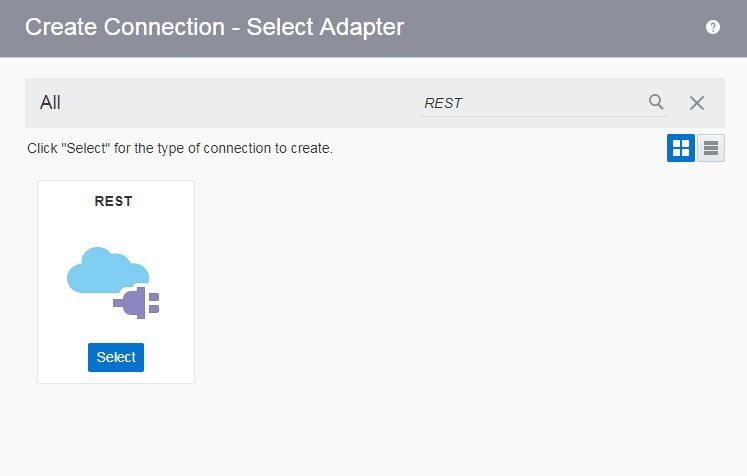 Create Connection - Select Adapter
?
All
REST
Click "Select" for the type of connection to create.
REST
Select